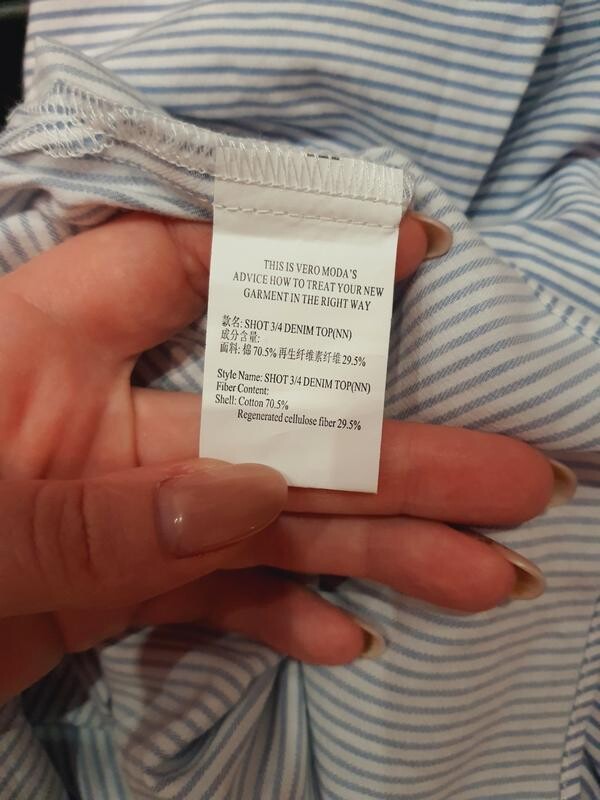 THIS IS VERO MODA'S
ADVICE HOW TO TREAT YOUR NEW
GARMENT IN THE RIGHT WAY
款名: SHOT 3/4 DENIM TOP(NN)
成分含量:
面料: 棉 70.5% 再生纤维素纤维 29.5%
Style Name: SHOT 3/4 DENIM TOP(NN)
Fiber Content:
Shell: Cotton 70.5%
Regenerated cellulose fiber 29.5%